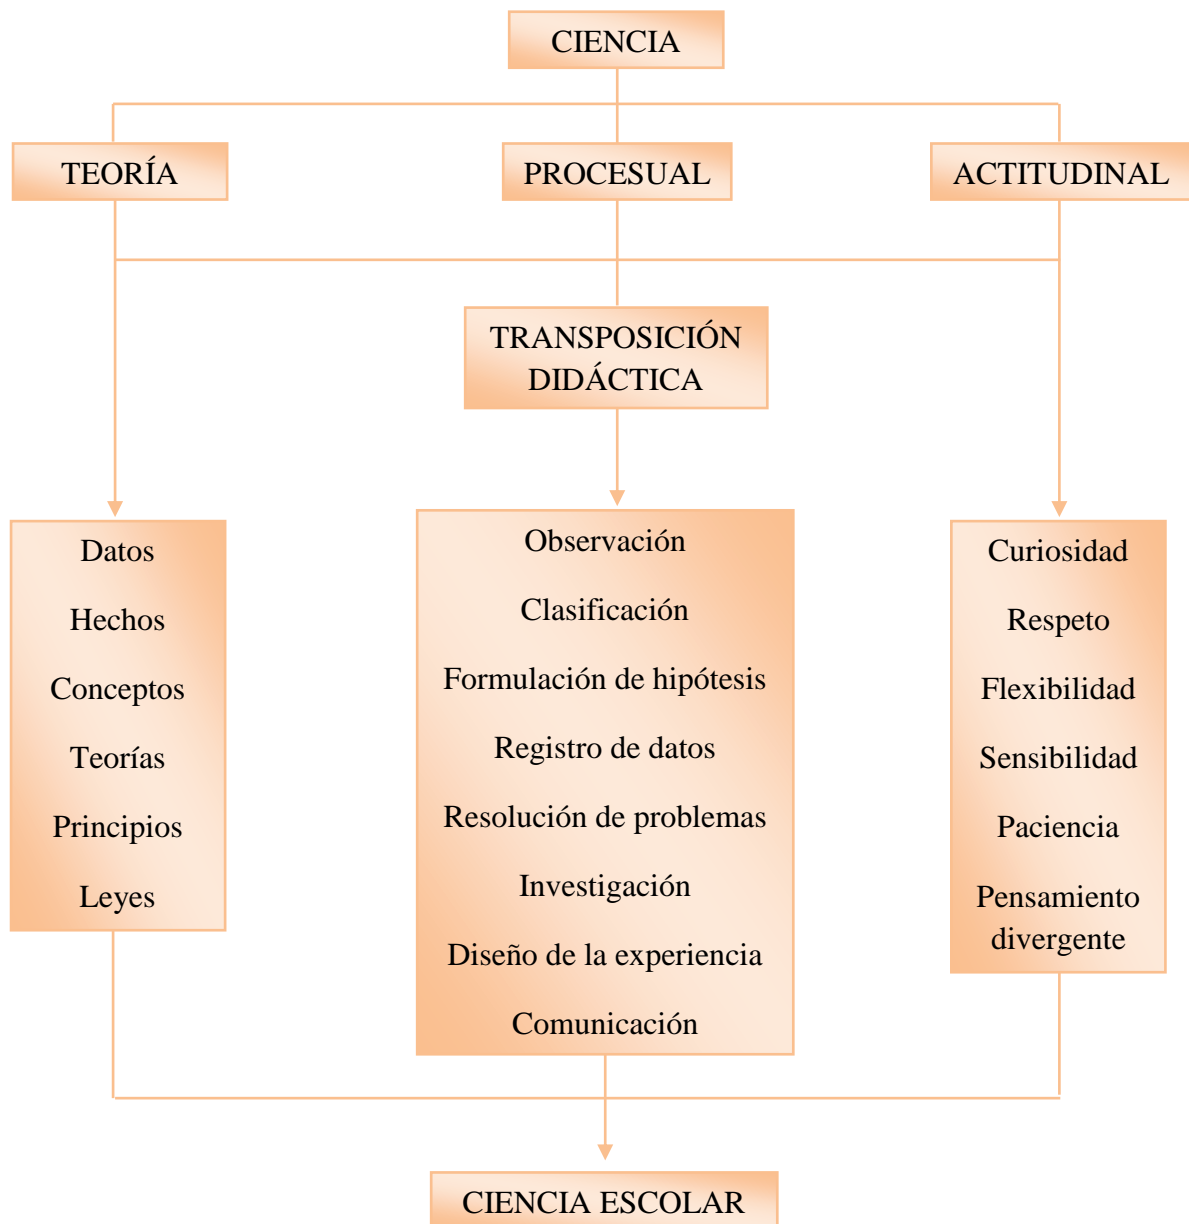 CIENCIA
TEORÍA
PROCESUAL
ACTITUDINAL
TRANSPOSICIÓN
DIDÁCTICA
Datos
Hechos
Conceptos
Teorías
Principios
Leyes
Observación
Clasificación
Formulación de hipótesis
Registro de datos
Resolución de problemas
Investigación
Diseño de la experiencia
Comunicación
Curiosidad
Respeto
Flexibilidad
Sensibilidad
Paciencia
Pensamiento
divergente
CIENCIA ESCOLAR